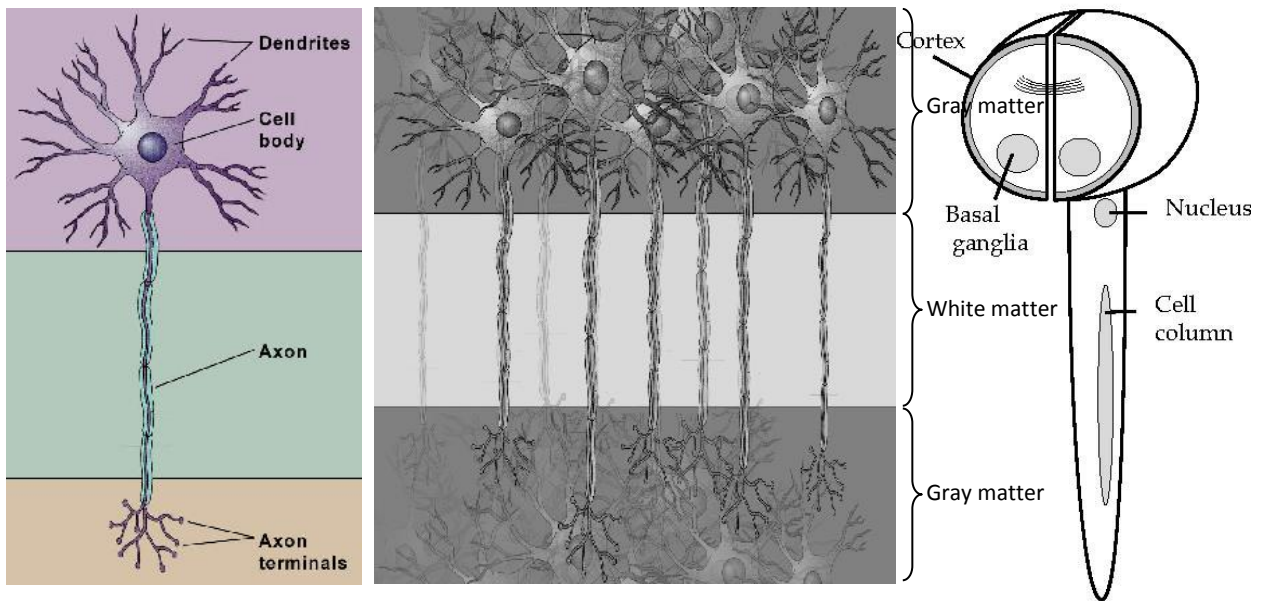 Dendrites
Cell
body
Axon
Axon
terminals
Gray matter
White matter
Gray matter
Cortex
Basal
ganglia
Nucleus
Cell
column